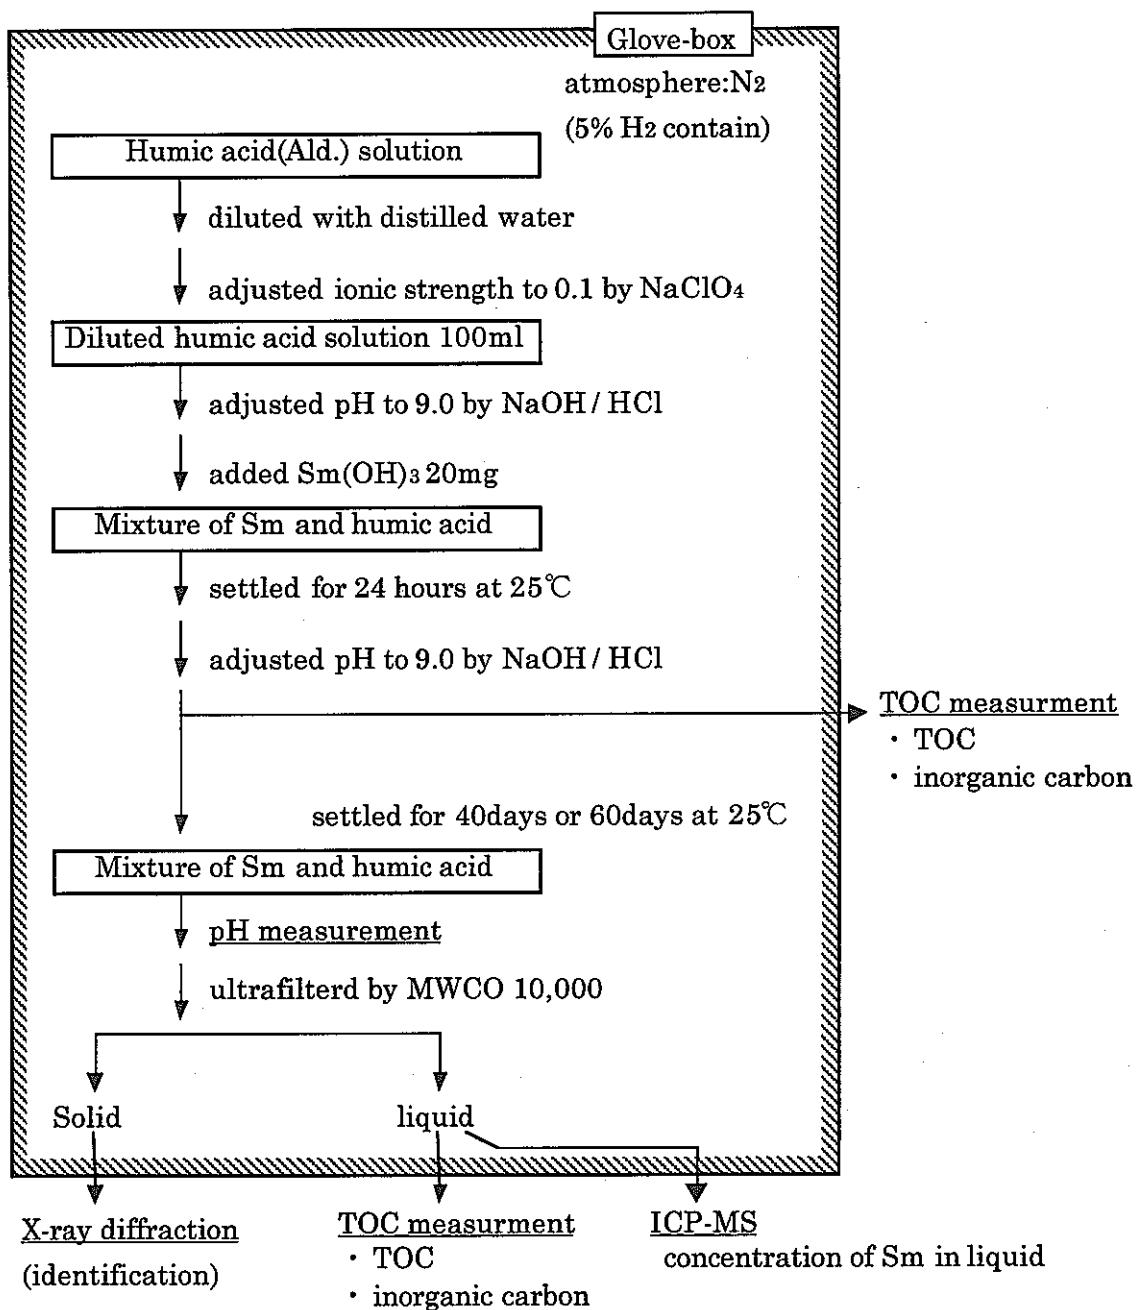 Glove-box
atmosphere:N2
(5% H2 contain)
Humic acid(Ald.) solution
diluted with distilled water
adjusted ionic strength to 0.1 by NaClO4
Diluted humic acid solution 100ml
adjusted pH to 9.0 by NaOH / HCl
added Sm(OH)3 20mg
Mixture of Sm and humic acid
settled for 24 hours at 25℃
adjusted pH to 9.0 by NaOH / HCl
TOC measurment
・ TOC
・ inorganic carbon
settled for 40days or 60days at 25℃
Mixture of Sm and humic acid
pH measurement
ultrafilterd by MWCO 10,000
Solid
liquid
X-ray diffraction
(identification)
TOC measurment
・ TOC
・ inorganic carbon
ICP-MS
concentration of Sm in liquid